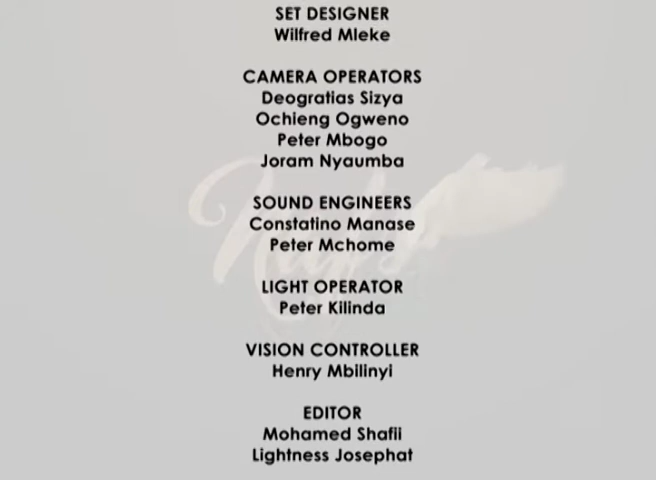 SET DESIGNER
Wilfred Mleke
CAMERA OPERATORS
Deogratias Sizya
Ochieng Ogweno
Peter Mbogo
Joram Nyaumba
SOUND ENGINEERS
Constatino Manase
Peter Mchome
LIGHT OPERATOR
Peter Kilinda
VISION CONTROLLER
Henry Mbilinyi
EDITOR
Mohamed Shafii
Lightness Josephat